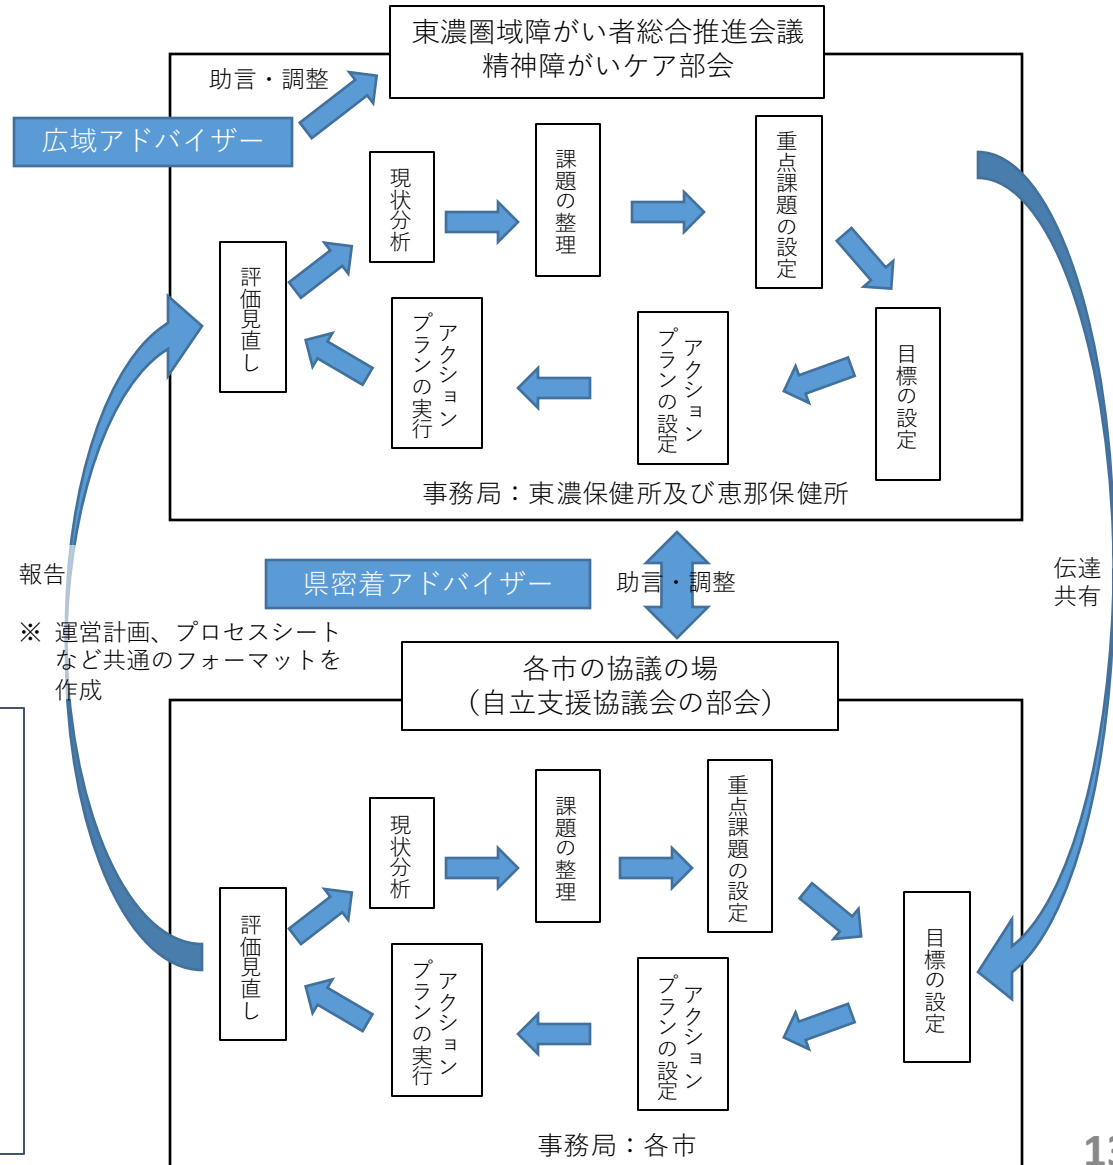 東濃圏域障がい者総合推進会議
精神障がいケア部会
助言・調整
広域アドバイザー
現状分析
課題の整理
重点課題の設定
評価見直し
アクション
プランの実行
アクション
プランの設定
目標の設定
事務局：東濃保健所及び恵那保健所
報告
県密着アドバイザー
助言・調整
伝達
共有
※ 運営計画、プロセスシート
など共通のフォーマットを
作成
各市の協議の場
（自立支援協議会の部会）
現状分析
課題の整理
重点課題の設定
評価見直し
アクション
プランの実行
アクション
プランの設定
目標の設定
事務局：各市
13